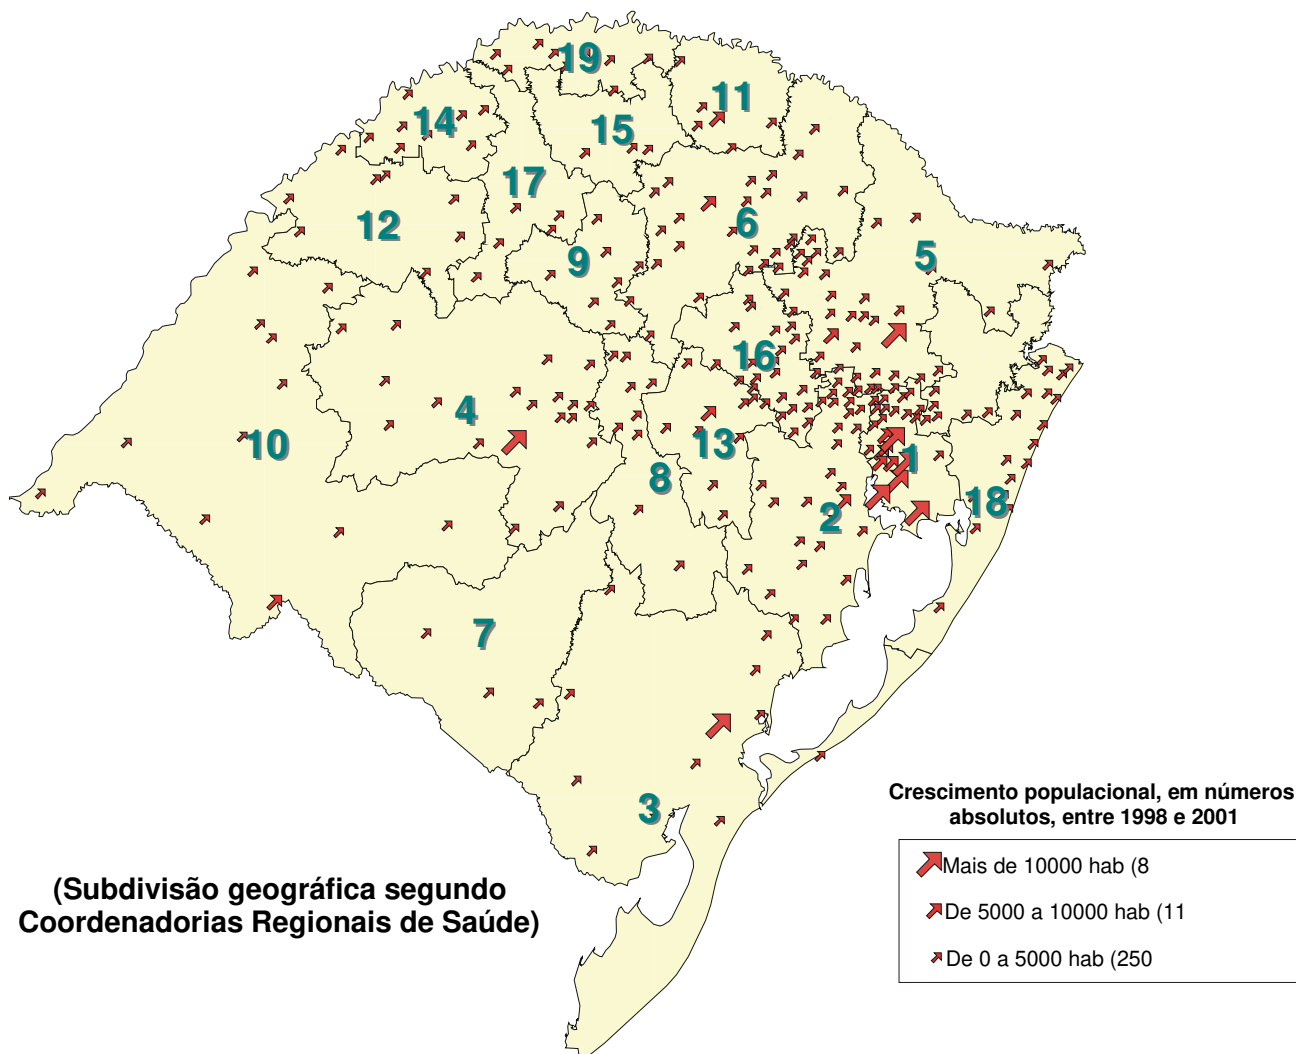 19
11
14
15
17
12
6
9
5
16
4
10
13
1
8
18
2
7
3
Crescimento populacional, em números
absolutos, entre 1998 e 2001
Mais de 10000 hab (8
De 5000 a 10000 hab (11
De 0 a 5000 hab (250
(Subdivisão geográfica segundo
Coordenadorias Regionais de Saúde)